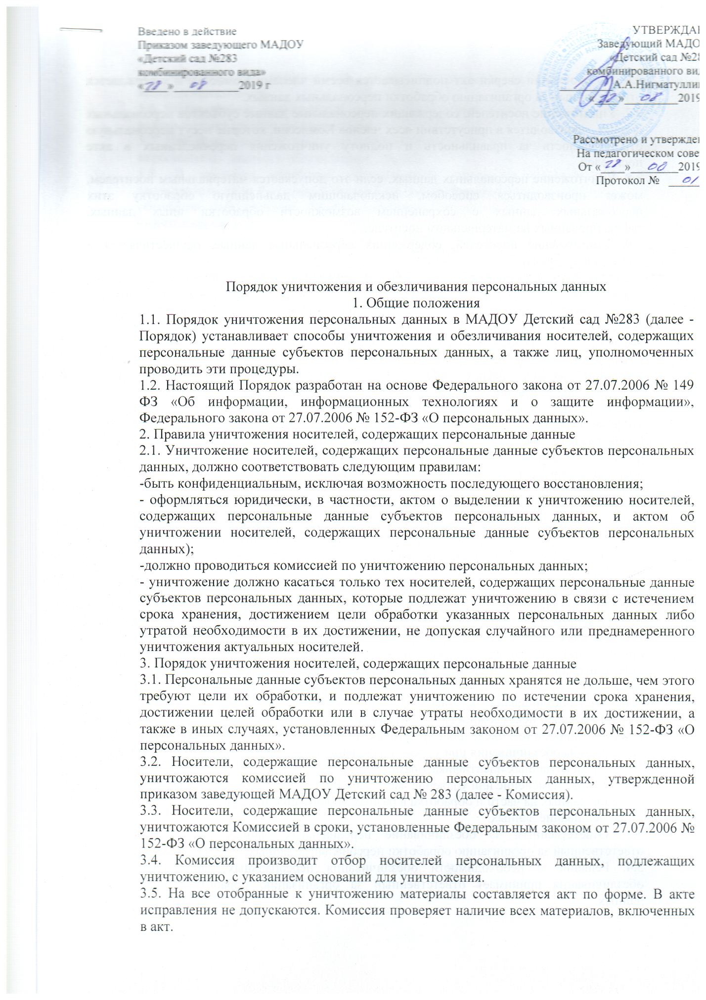 Введено в действие
Приказом заведующего МАДОУ
«Детский сад №283
комбинированного вида»
«28» 08 2019 г
УТВЕРЖДА
Заведующий МАДО
«Детский сад №28
комбинированного вид
А.А.Нигматуллин
« » 08 2019
Рассмотрено и утвержден
На педагогическом сове
От «28» 08 2019
Протокол № 01
Порядок уничтожения и обезличивания персональных данных
1. Общие положения
1.1. Порядок уничтожения персональных данных в МАДОУ Детский сад №283 (далее -
Порядок) устанавливает способы уничтожения и обезличивания носителей, содержащих
персональные данные субъектов персональных данных, а также лиц, уполномоченных
проводить эти процедуры.
1.2. Настоящий Порядок разработан на основе Федерального закона от 27.07.2006 № 149
ФЗ «Об информации, информационных технологиях и о защите информации»,
Федерального закона от 27.07.2006 № 152-ФЗ «О персональных данных».
2. Правила уничтожения носителей, содержащих персональные данные
2.1. Уничтожение носителей, содержащих персональные данные субъектов персональных
данных, должно соответствовать следующим правилам:
-быть конфиденциальным, исключая возможность последующего восстановления;
- оформляться юридически, в частности, актом о выделении к уничтожению носителей,
содержащих персональные данные субъектов персональных данных, и актом об
уничтожении носителей, содержащих персональные данные субъектов персональных
данных);
-должно проводиться комиссией по уничтожению персональных данных;
- уничтожение должно касаться только тех носителей, содержащих персональные данные
субъектов персональных данных, которые подлежат уничтожению в связи с истечением
срока хранения, достижением цели обработки указанных персональных данных либо
утратой необходимости в их достижении, не допуская случайного или преднамеренного
уничтожения актуальных носителей.
3. Порядок уничтожения носителей, содержащих персональные данные
3.1. Персональные данные субъектов персональных данных хранятся не дольше, чем этого
требуют цели их обработки, и подлежат уничтожению по истечении срока хранения,
достижении целей обработки или в случае утраты необходимости в их достижении, а
также в иных случаях, установленных Федеральным законом от 27.07.2006 № 152-ФЗ «О
персональных данных».
3.2. Носители, содержащие персональные данные субъектов персональных данных,
уничтожаются комиссией по уничтожению персональных данных, утвержденной
приказом заведующей МАДОУ Детский сад № 283 (далее - Комиссия).
3.3. Носители, содержащие персональные данные субъектов персональных данных,
уничтожаются Комиссией в сроки, установленные Федеральным законом от 27.07.2006 №
152-ФЗ «О персональных данных».
3.4. Комиссия производит отбор носителей персональных данных, подлежащих
уничтожению, с указанием оснований для уничтожения.
3.5. На все отобранные к уничтожению материалы составляется акт по форме. В акте
исправления не допускаются. Комиссия проверяет наличие всех материалов, включенных
в акт.